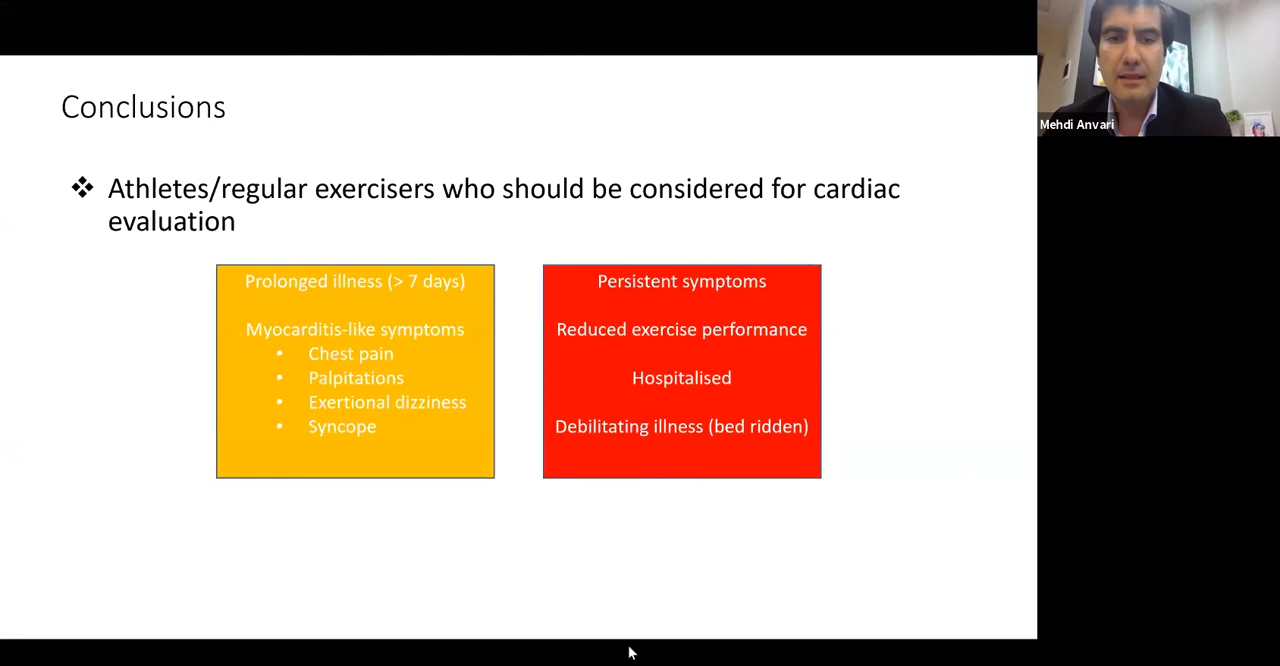 Conclusions
❖ Athletes/regular exercisers who should be considered for cardiac
evaluation
Prolonged illness (> 7 days)
Myocarditis-like symptoms
• Chest pain
• Palpitations
• Exertional dizziness
• Syncope
Persistent symptoms
Reduced exercise performance
Hospitalised
Debilitating illness (bed ridden)
Mehdi Anvari